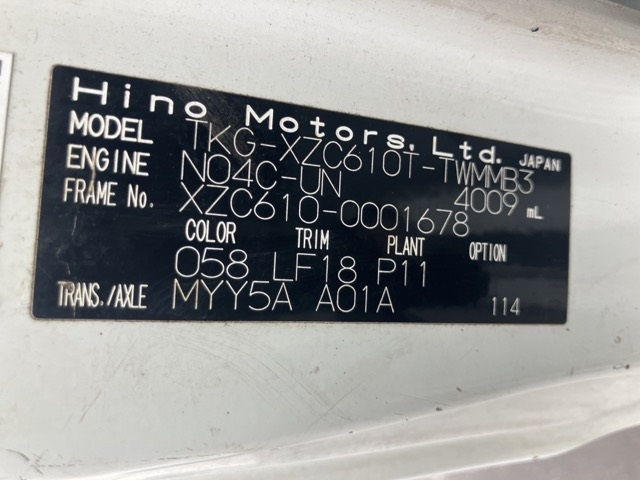 Hino Motors, Ltd. JAPAN
MODEL TKG-XZC610T-TWMMB3
ENGINE N04C-UN 4009 mL
FRAME No. XZC610-0001678
COLOR TRIM PLANT OPTION
058 LF18 P11
TRANS./AXLE MYY5A A01A 114